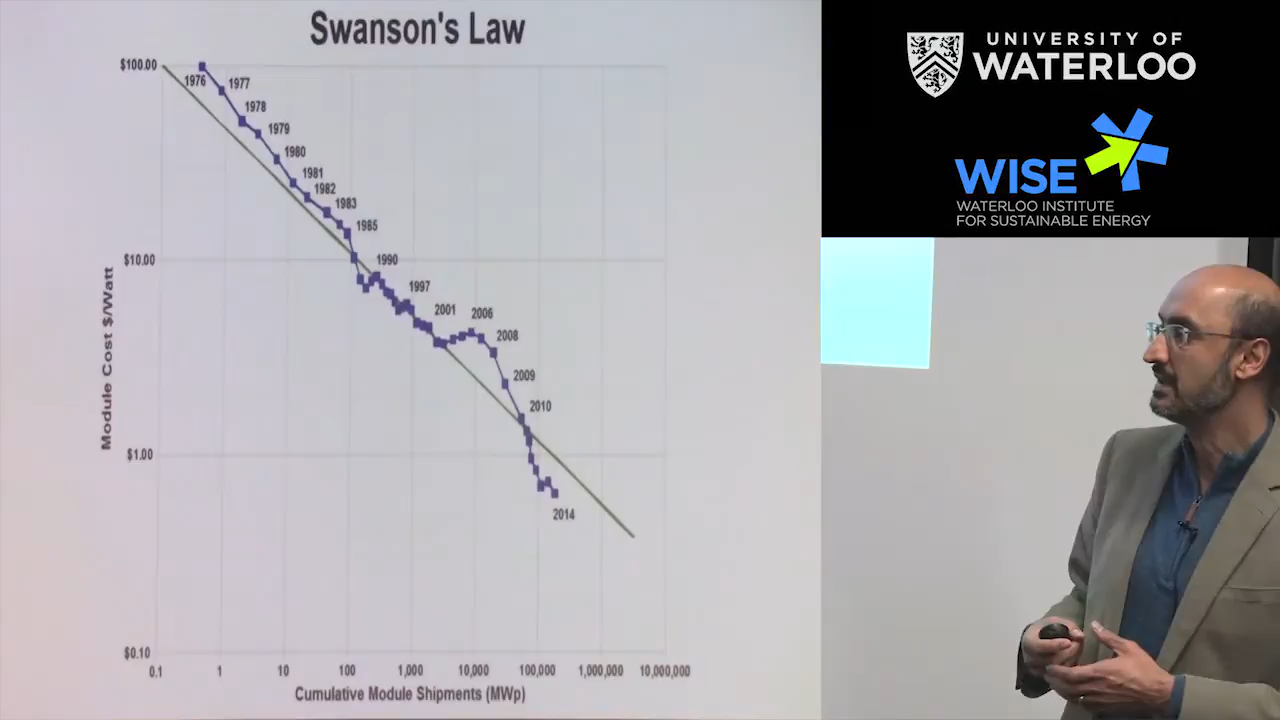 Swanson's Law
$100.00
1976
1977
1978
1979
1980
1981
1982
1983
1985
$10.00
1990
1997
2001
2006
2008
2009
2010
$1.00
2014
$0.10
Module Cost $/Watt
0.1 1 10 100 1,000 10,000 100,000 1,000,000 10,000,000
Cumulative Module Shipments (MWp)
UNIVERSITY OF
WATERLOO
WISE
WATERLOO INSTITUTE
FOR SUSTAINABLE ENERGY